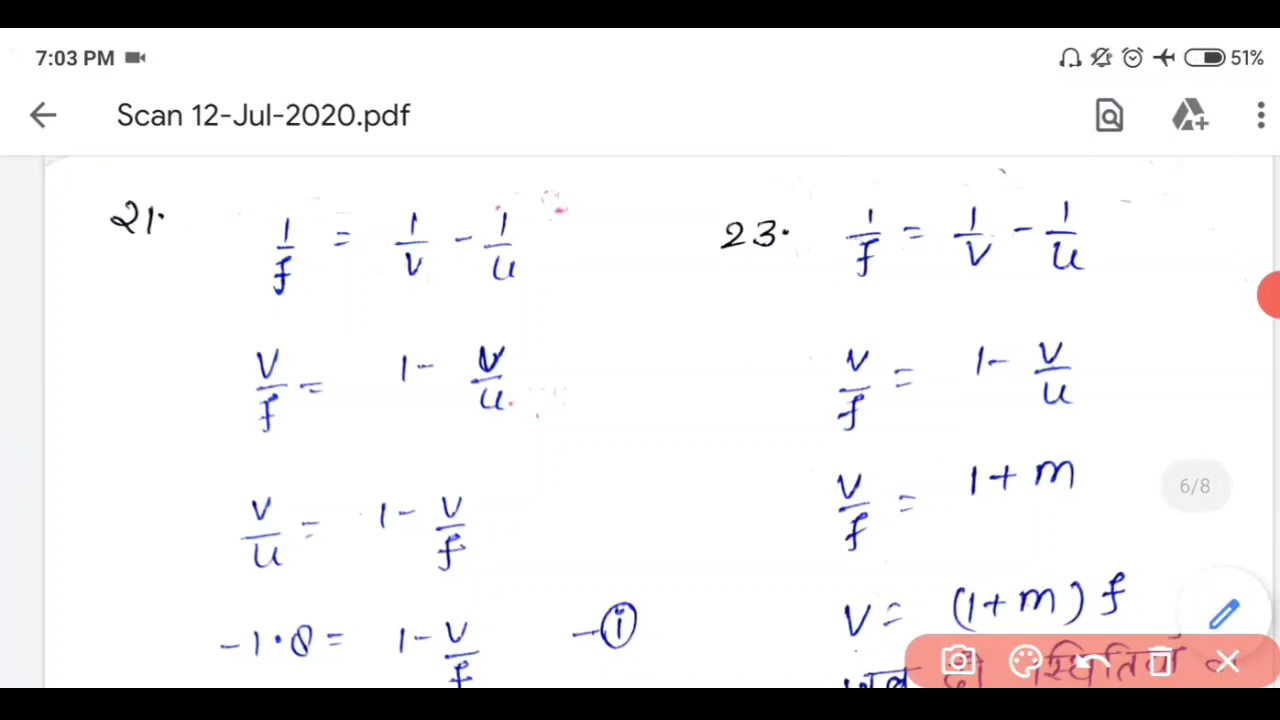 7:03 PM 51%
Scan 12-Jul-2020.pdf
21.
1/f = 1/v - 1/u
v/f = 1 - v/u
v/u = 1 - v/f
-1.8 = 1 - v/f -(i)
23. 1/f = 1/v - 1/u
v/f = 1 - v/u
v/f = 1 + m
v = (1+m) f
स्थितियों
6/8